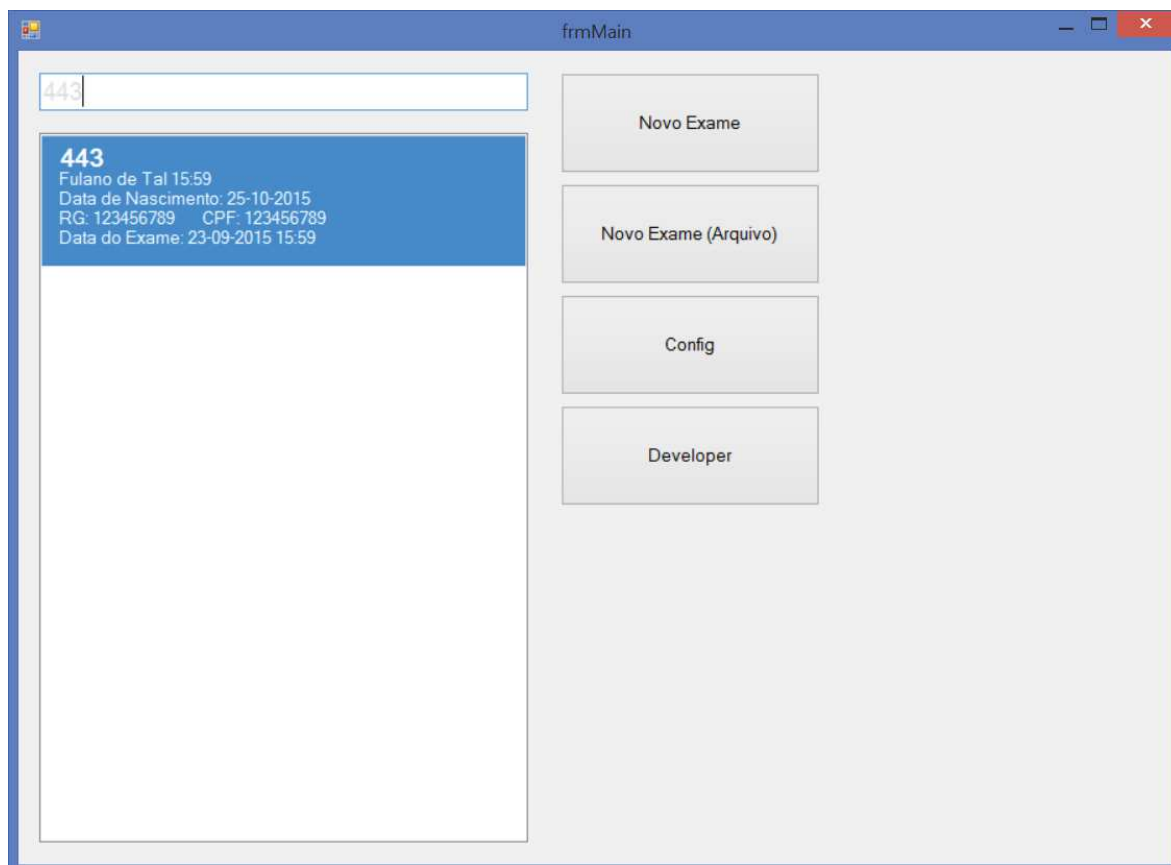 frmMain
443
443
Fulano de Tal 15:59
Data de Nascimento: 25-10-2015
RG: 123456789 CPF: 123456789
Data do Exame: 23-09-2015 15:59
Novo Exame
Novo Exame (Arquivo)
Config
Developer